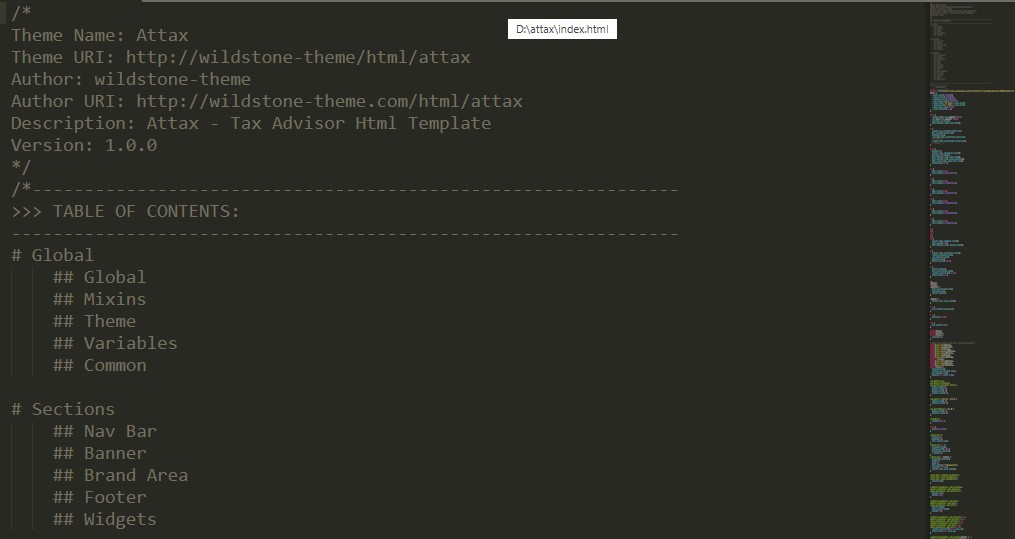 /*
Theme Name: Attax
D:\attax\index.html
Theme URI: http://wildstone-theme/html/attax
Author: wildstone-theme
Author URI: http://wildstone-theme.com/html/attax
Description: Attax - Tax Advisor Html Template
Version: 1.0.0
*/
/*----------------------------------------------------------------
>>> TABLE OF CONTENTS:
----------------------------------------------------------------
# Global
## Global
## Mixins
## Theme
## Variables
## Common
# Sections
## Nav Bar
## Banner
## Brand Area
## Footer
## Widgets